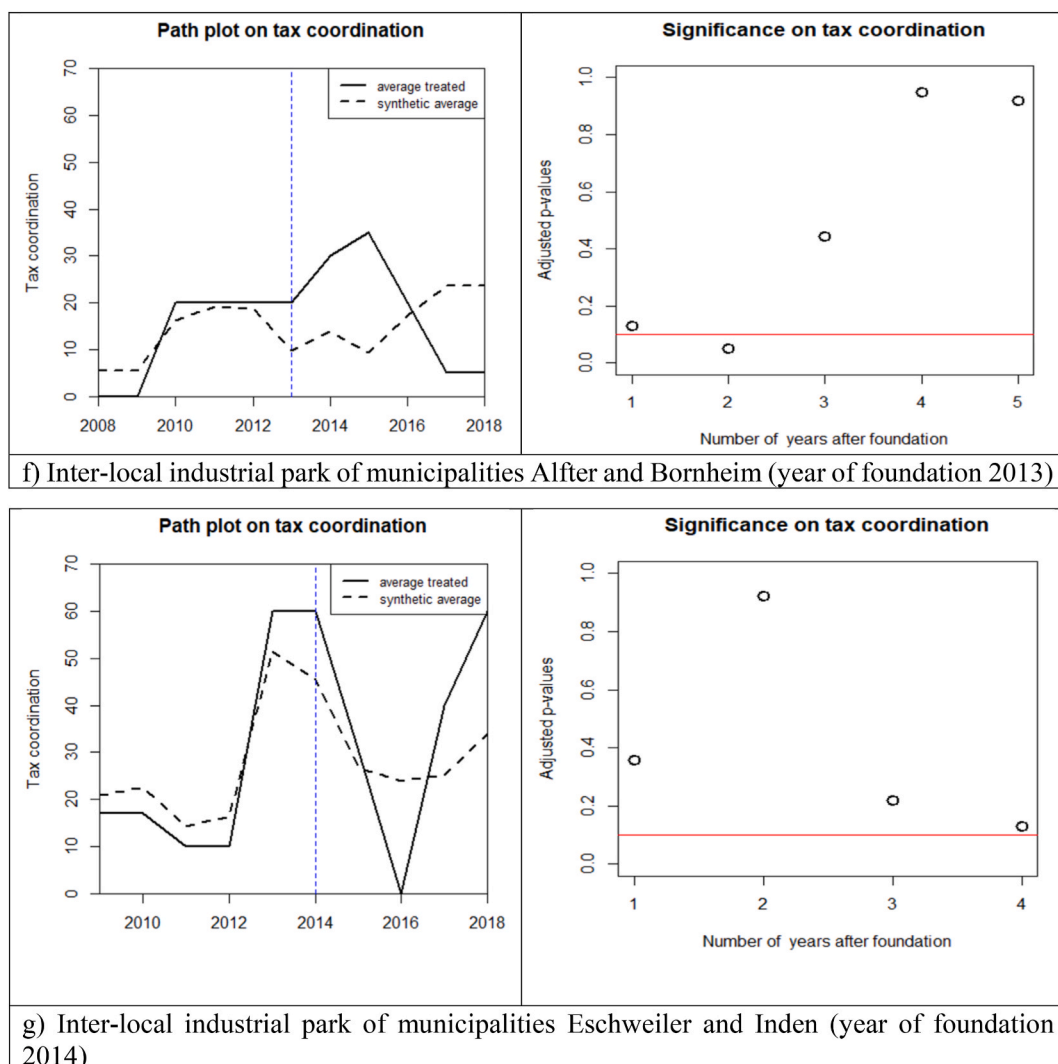 Path plot on tax coordination
Tax coordination
70
60
50
40
30
20
10
0
average treated
synthetic average
2008 2010 2012 2014 2016 2018
Significance on tax coordination
Adjusted p-values
1.0
0.8
0.6
0.4
0.2
0.0
1 2 3 4 5
Number of years after foundation
f) Inter-local industrial park of municipalities Alfter and Bornheim (year of foundation 2013)
Path plot on tax coordination
Tax coordination
70
60
50
40
30
20
10
0
average treated
synthetic average
2010 2012 2014 2016 2018
Significance on tax coordination
Adjusted p-values
1.0
0.8
0.6
0.4
0.2
0.0
1 2 3 4
Number of years after foundation
g) Inter-local industrial park of municipalities Eschweiler and Inden (year of foundation
2014)